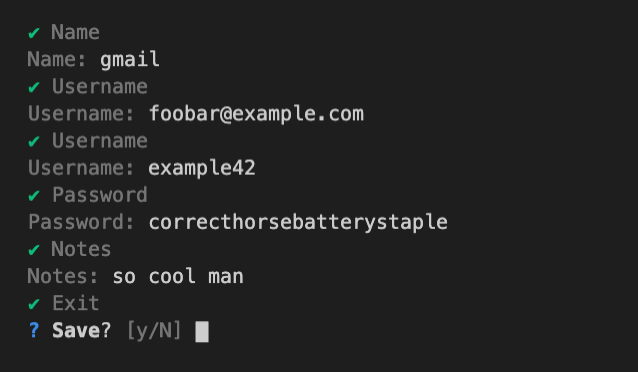 ✔ Name
Name: gmail
✔ Username
Username: foobar@example.com
✔ Username
Username: example42
✔ Password
Password: correcthorsebatterystaple
✔ Notes
Notes: so cool man
✔ Exit
? Save? [y/N]